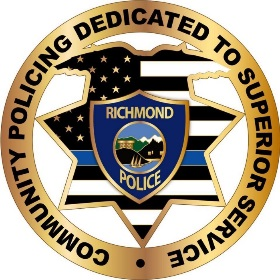 COMMUNITY POLICING DEDICATED TO SUPERIOR SERVICE
RICHMOND
POLICE